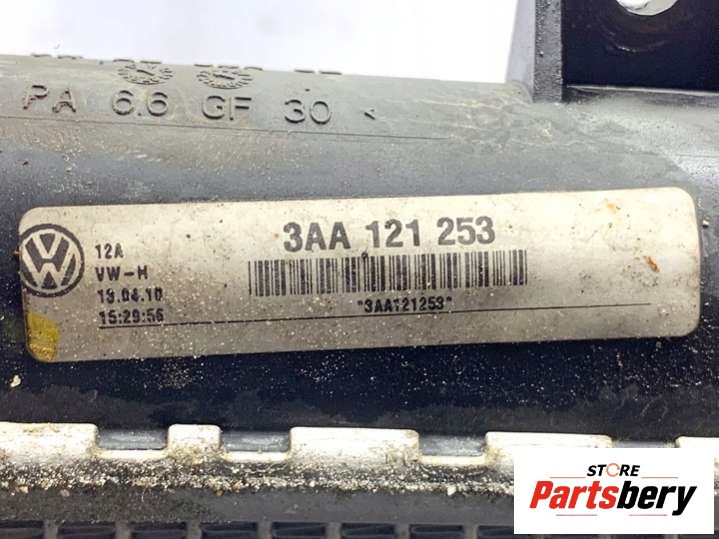 PA 6.6 GF 30 <
3AA 121 253
12A
VW-H
13.04.10
15:29:56
*3AA121253*
STORE
Partsbery